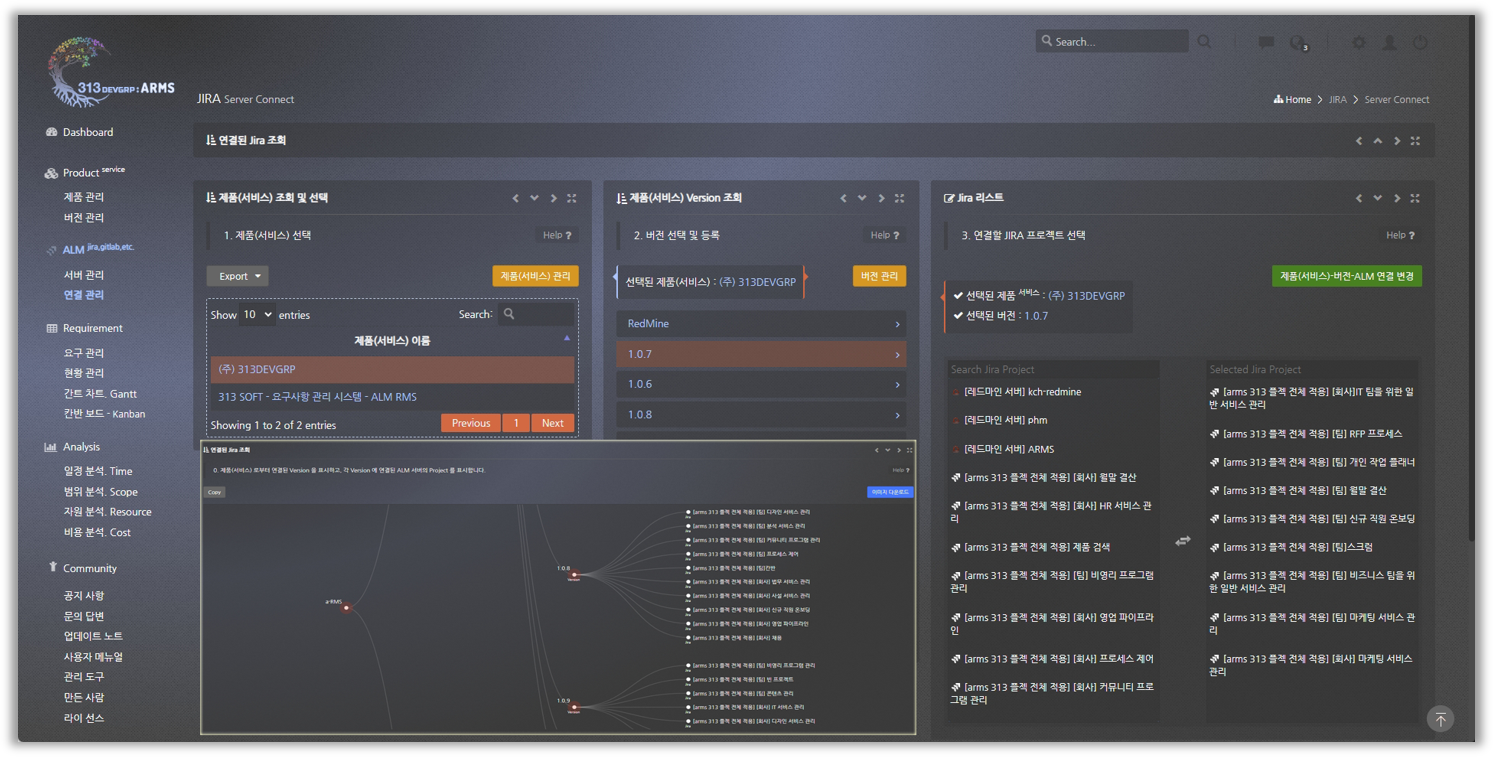 Search...
3
313DEVGRP:ARMS
JIRA Server Connect
Home > JIRA > Server Connect
Dashboard
Product service
제품 관리
버전 관리
ALM jira,gitlab,etc.
서버 관리
연결 관리
Requirement
요구 관리
현황 관리
간트 차트. Gantt
칸반 보드 - Kanban
Analysis
일정 분석. Time
범위 분석. Scope
자원 분석. Resource
비용 분석. Cost
Community
공지 사항
문의 답변
업데이트 노트
사용자 메뉴얼
관리 도구
만든 사람
라이 선스
연결된 Jira 조회
제품(서비스) 조회 및 선택
1. 제품(서비스) 선택
Help ?
Export
제품(서비스) 관리
Show 10 entries
Search:
제품(서비스) 이름
(주) 313DEVGRP
313 SOFT - 요구사항 관리 시스템 - ALM RMS
Showing 1 to 2 of 2 entries
Previous 1 Next
제품(서비스) Version 조회
2. 버전 선택 및 등록
Help ?
선택된 제품(서비스) : (주) 313DEVGRP
버전 관리
RedMine
1.0.7
1.0.6
1.0.8
연결된 Jira 조회
0. 제품(서비스) 로부터 연결된 Version 을 표시하고, 각 Version 에 연결된 ALM 서버의 Project 를 표시합니다.
Help ?
Copy
이미지 다운로드
a-RMS
1.0.8
Version
[arms 313 플젝 전체 적용] [팀] 디자인 서비스 관리
Jira
[arms 313 플젝 전체 적용] [팀] 분석 서비스 관리
Jira
[arms 313 플젝 전체 적용] [팀] 커뮤니티 프로그램 관리
Jira
[arms 313 플젝 전체 적용] [팀] 프로세스 제어
Jira
[arms 313 플젝 전체 적용] [팀]칸반
Jira
[arms 313 플젝 전체 적용] [회사] 법무 서비스 관리
Jira
[arms 313 플젝 전체 적용] [회사] 시설 서비스 관리
Jira
[arms 313 플젝 전체 적용] [회사] 신규 직원 온보딩
Jira
[arms 313 플젝 전체 적용] [회사] 영업 파이프라인
Jira
[arms 313 플젝 전체 적용] [회사] 채용
Jira
1.0.9
Version
[arms 313 플젝 전체 적용] [팀] 비영리 프로그램 관리
Jira
[arms 313 플젝 전체 적용] [팀] 빈 프로젝트
Jira
[arms 313 플젝 전체 적용] [팀] 콘텐츠 관리
Jira
[arms 313 플젝 전체 적용] [회사] IT 서비스 관리
Jira
[arms 313 플젝 전체 적용] [회사] 디자인 서비스 관리
Jira
Jira 리스트
3. 연결할 JIRA 프로젝트 선택
Help ?
제품(서비스)-버전-ALM 연결 변경
선택된 제품 서비스 : (주) 313DEVGRP
선택된 버전 : 1.0.7
Search Jira Project
[레드마인 서버] kch-redmine
[레드마인 서버] phm
[레드마인 서버] ARMS
[arms 313 플젝 전체 적용] [회사] 월말 결산
[arms 313 플젝 전체 적용] [회사] HR 서비스 관
리
[arms 313 플젝 전체 적용] 제품 검색
[arms 313 플젝 전체 적용] [팀] 비영리 프로그램
관리
[arms 313 플젝 전체 적용] [회사] 영업 파이프라
인
[arms 313 플젝 전체 적용] [회사] 프로세스 제어
[arms 313 플젝 전체 적용] [회사] 커뮤니티 프로
그램 관리
Selected Jira Project
[arms 313 플젝 전체 적용] [회사]IT 팀을 위한 일
반 서비스 관리
[arms 313 플젝 전체 적용] [팀] RFP 프로세스
[arms 313 플젝 전체 적용] [팀] 개인 작업 플래너
[arms 313 플젝 전체 적용] [팀] 월말 결산
[arms 313 플젝 전체 적용] [팀] 신규 직원 온보딩
[arms 313 플젝 전체 적용] [팀]스크럼
[arms 313 플젝 전체 적용] [팀] 비즈니스 팀을 위
한 일반 서비스 관리
[arms 313 플젝 전체 적용] [팀] 마케팅 서비스 관
리
[arms 313 플젝 전체 적용] [회사] 마케팅 서비스
관리